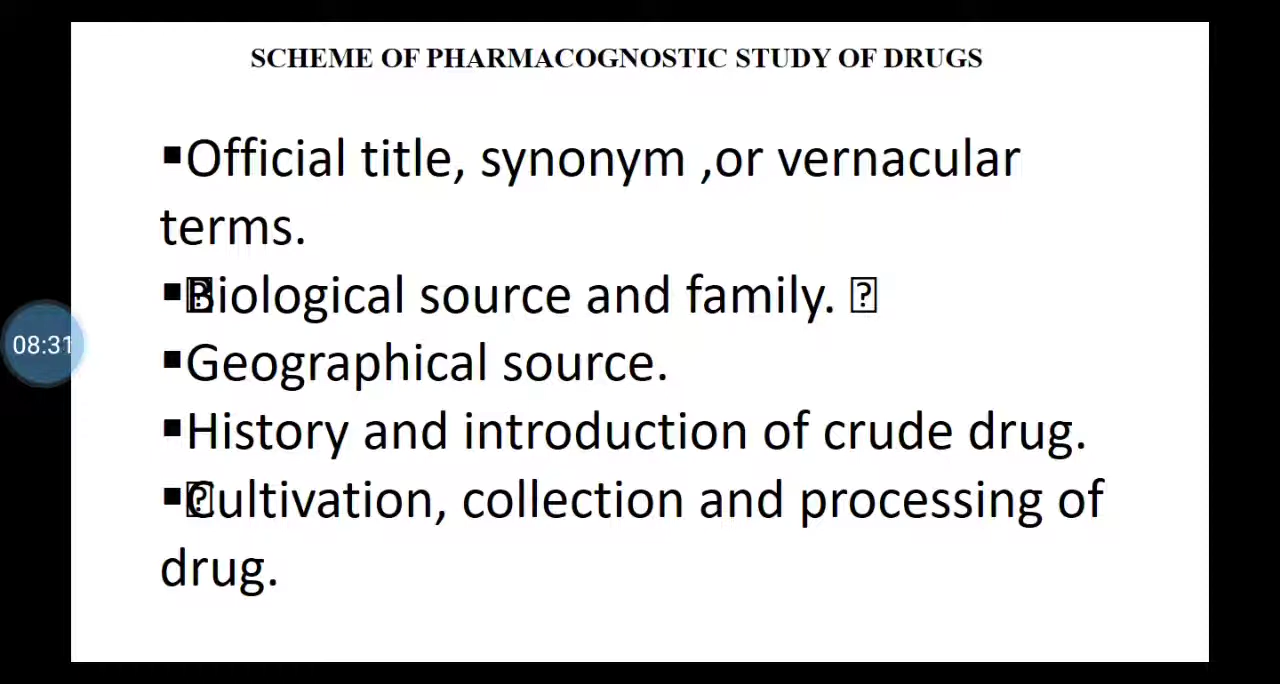 SCHEME OF PHARMACOGNOSTIC STUDY OF DRUGS
▪Official title, synonym ,or vernacular
terms.
▪Biological source and family. 
▪Geographical source.
08:31
▪History and introduction of crude drug.
▪Cultivation, collection and processing of
drug.